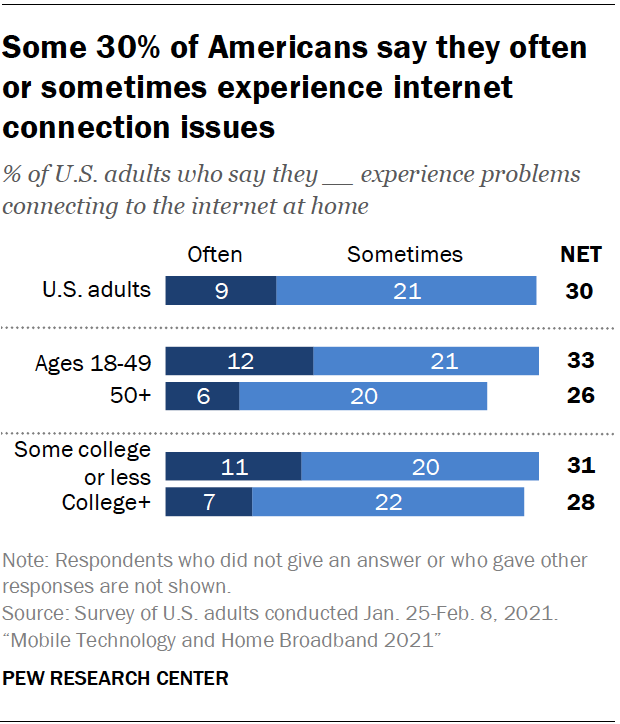 Some 30% of Americans say they often
or sometimes experience internet
connection issues
% of U.S. adults who say they __ experience problems
connecting to the internet at home
Often Sometimes NET
U.S. adults 9 21 30
Ages 18-49 12 21 33
50+ 6 20 26
Some college
or less 11 20 31
College+ 7 22 28
Note: Respondents who did not give an answer or who gave other
responses are not shown.
Source: Survey of U.S. adults conducted Jan. 25-Feb. 8, 2021.
“Mobile Technology and Home Broadband 2021”
PEW RESEARCH CENTER